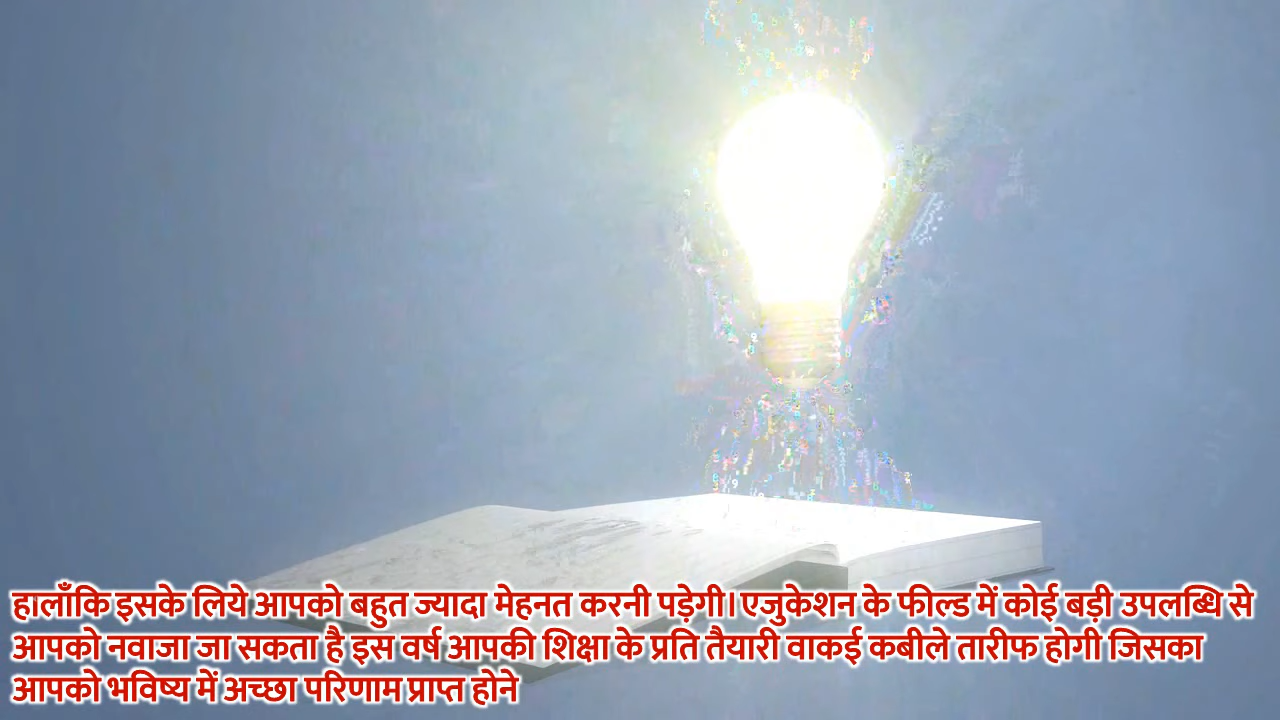 हालाँकि इसके लिये आपको बहुत ज्यादा मेहनत करनी पड़ेगी। एजुकेशन के फील्ड में कोई बड़ी उपलब्धि से
आपको नवाजा जा सकता है इस वर्ष आपकी शिक्षा के प्रति तैयारी वाकई कबीले तारीफ होगी जिसका
आपको भविष्य में अच्छा परिणाम प्राप्त होने